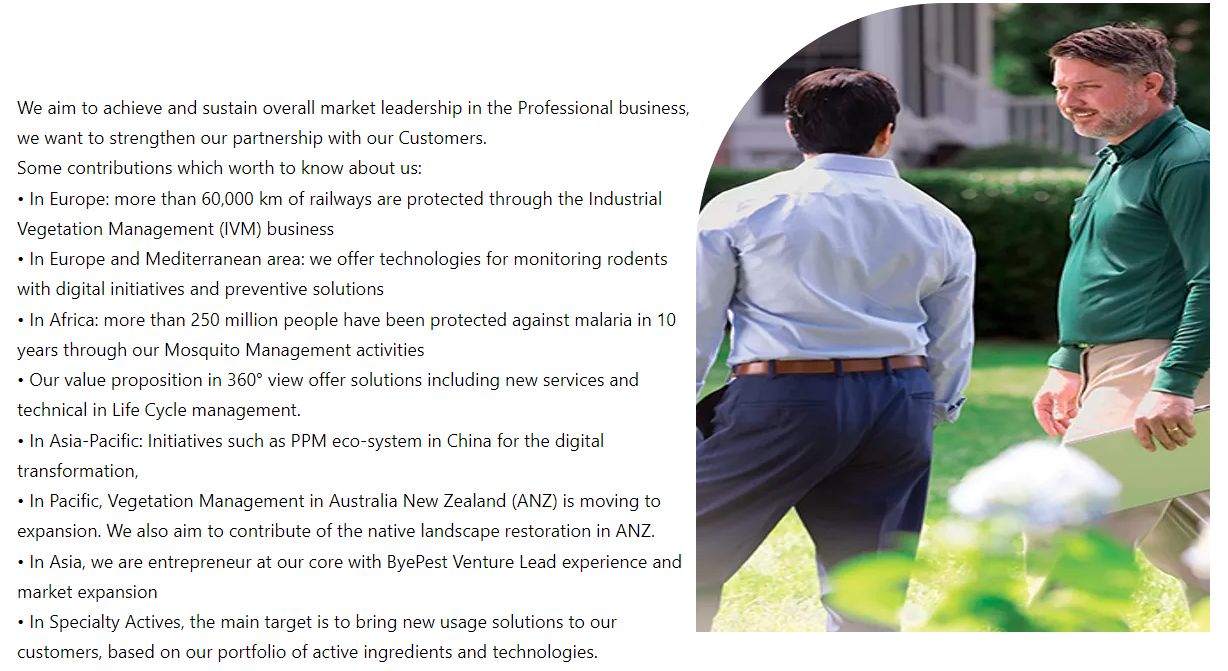 We aim to achieve and sustain overall market leadership in the Professional business,
we want to strengthen our partnership with our Customers.
Some contributions which worth to know about us:
• In Europe: more than 60,000 km of railways are protected through the Industrial
Vegetation Management (IVM) business
• In Europe and Mediterranean area: we offer technologies for monitoring rodents
with digital initiatives and preventive solutions
• In Africa: more than 250 million people have been protected against malaria in 10
years through our Mosquito Management activities
• Our value proposition in 360° view offer solutions including new services and
technical in Life Cycle management.
• In Asia-Pacific: Initiatives such as PPM eco-system in China for the digital
transformation,
• In Pacific, Vegetation Management in Australia New Zealand (ANZ) is moving to
expansion. We also aim to contribute of the native landscape restoration in ANZ.
• In Asia, we are entrepreneur at our core with ByePest Venture Lead experience and
market expansion
• In Specialty Actives, the main target is to bring new usage solutions to our
customers, based on our portfolio of active ingredients and technologies.